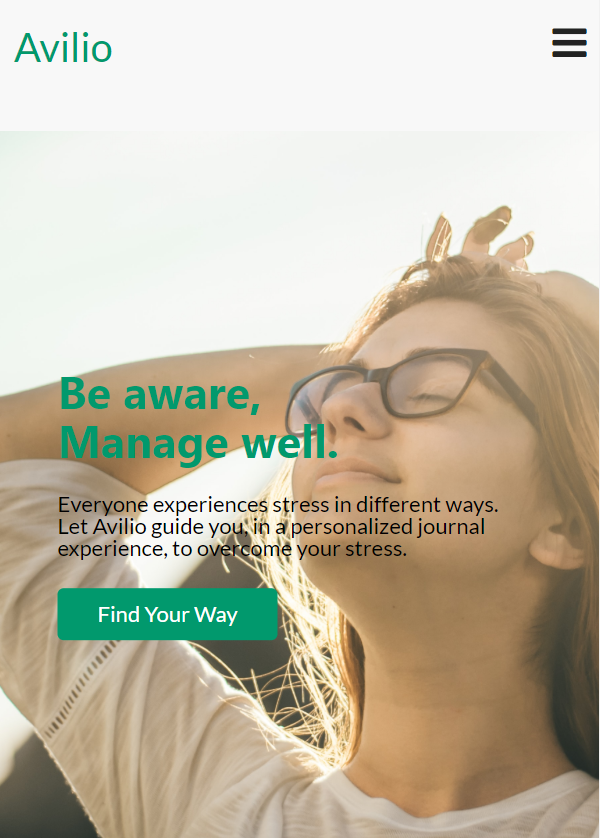 Avilio
Be aware,
Manage well.
Everyone experiences stress in different ways.
Let Avilio guide you, in a personalized journal
experience, to overcome your stress.
Find Your Way